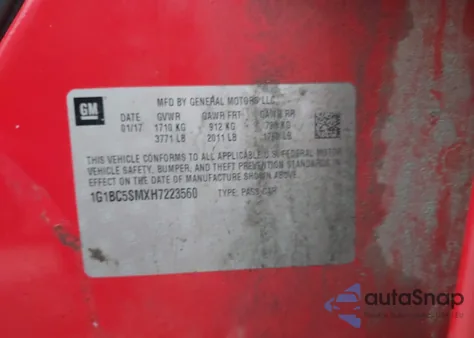 GM
MFD BY GENERAL MOTORS LLC.
DATE GVWR GAWR FRT GAWR RR
01/17 1710 KG 912 KG KG
3771 LB 2011 LB LB
THIS VEHICLE CONFORMS TO ALL APPLICABLE U.S. FEDERAL MOTOR
VEHICLE SAFETY, BUMPER, AND THEFT PREVENTION STANDARDS IN
EFFECT ON THE DATE OF MANUFACTURE SHOWN ABOVE.
1G1BC5SMXH7223560 TYPE: PASS CAR
autoSnap